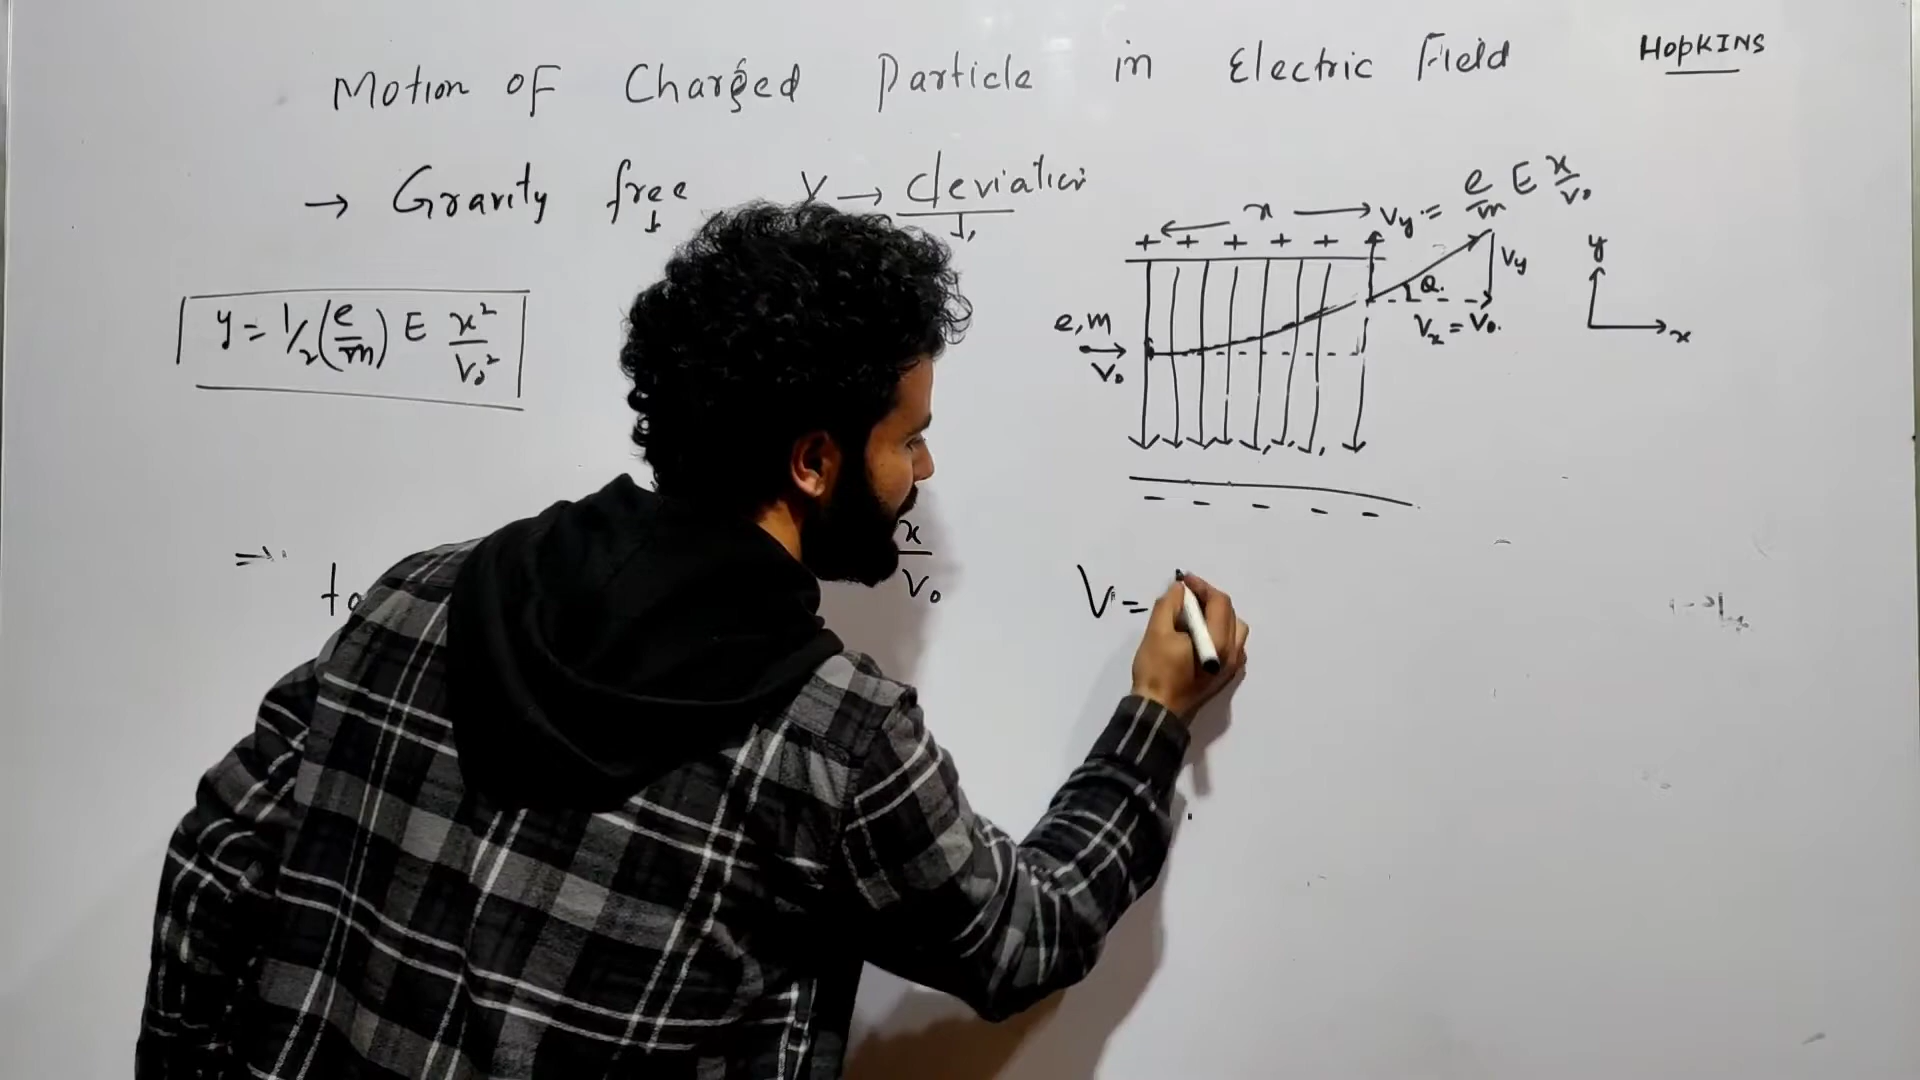 Motion of Charged Particle in Electric Field
HopkINS
→ Gravity free
y → deviation
y = 1/2 (e/m) E x²/v₀²
← x →
Vy = e/m E x/v₀
+ + + + +
Vy
θ
Vx = V₀.
y
x
e, m
V₀
- - - - -
x/V₀
V =